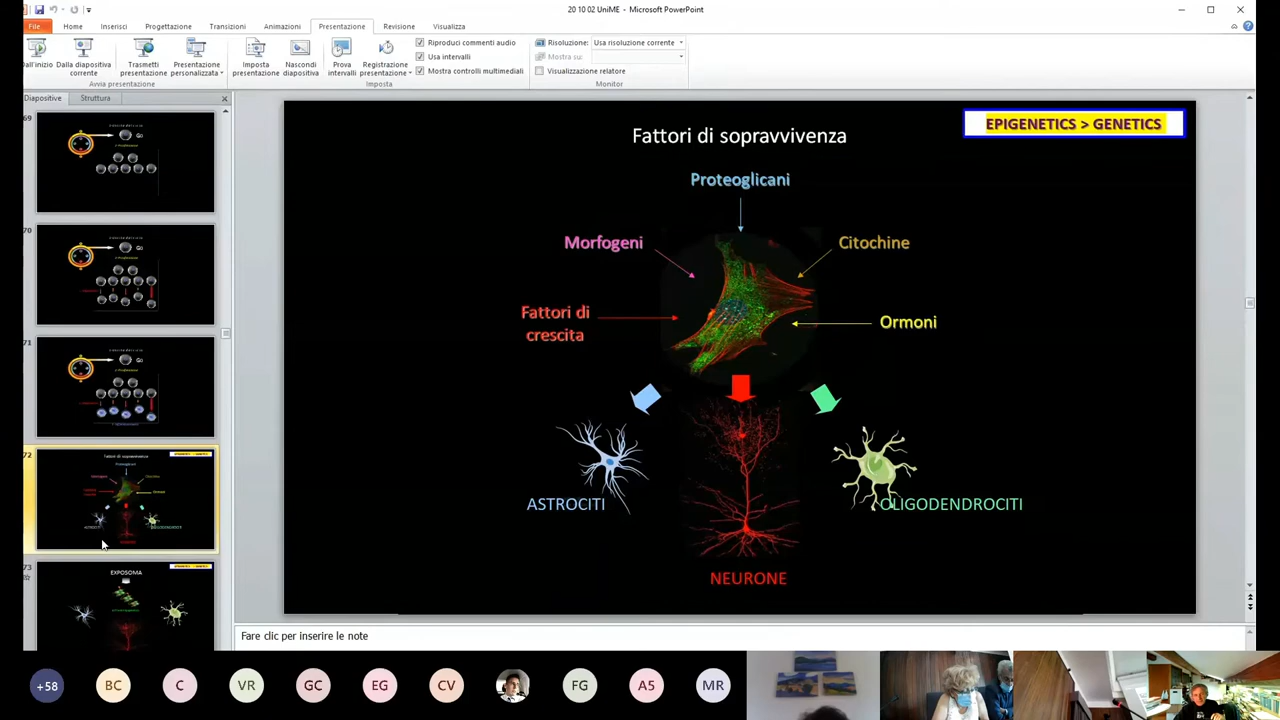 20 10 02 UniME - Microsoft PowerPoint
File Home Inserisci Progettazione Transizioni Animazioni Presentazione Revisione Visualizza
Dalla diapositiva corrente
Trasmetti presentazione
Presentazione personalizzata
Avvia presentazione
Imposta presentazione
Nascondi diapositiva
Prova intervalli
Registrazione presentazione
Riproduci commenti audio
Usa intervalli
Mostra controlli multimediali
Imposta
Risoluzione: Usa risoluzione corrente
Mostra su:
Visualizzazione relatore
Monitor
Diapositive Struttura
70
71
72
73
EXPOSOMA
Fattori di sopravvivenza
EPIGENETICS > GENETICS
Proteoglicani
Morfogeni
Citochine
Fattori di
crescita
Ormoni
ASTROCITI
OLIGODENDROCITI
NEURONE
Fare clic per inserire le note
+58 BC C VR GC EG CV FG A5 MR